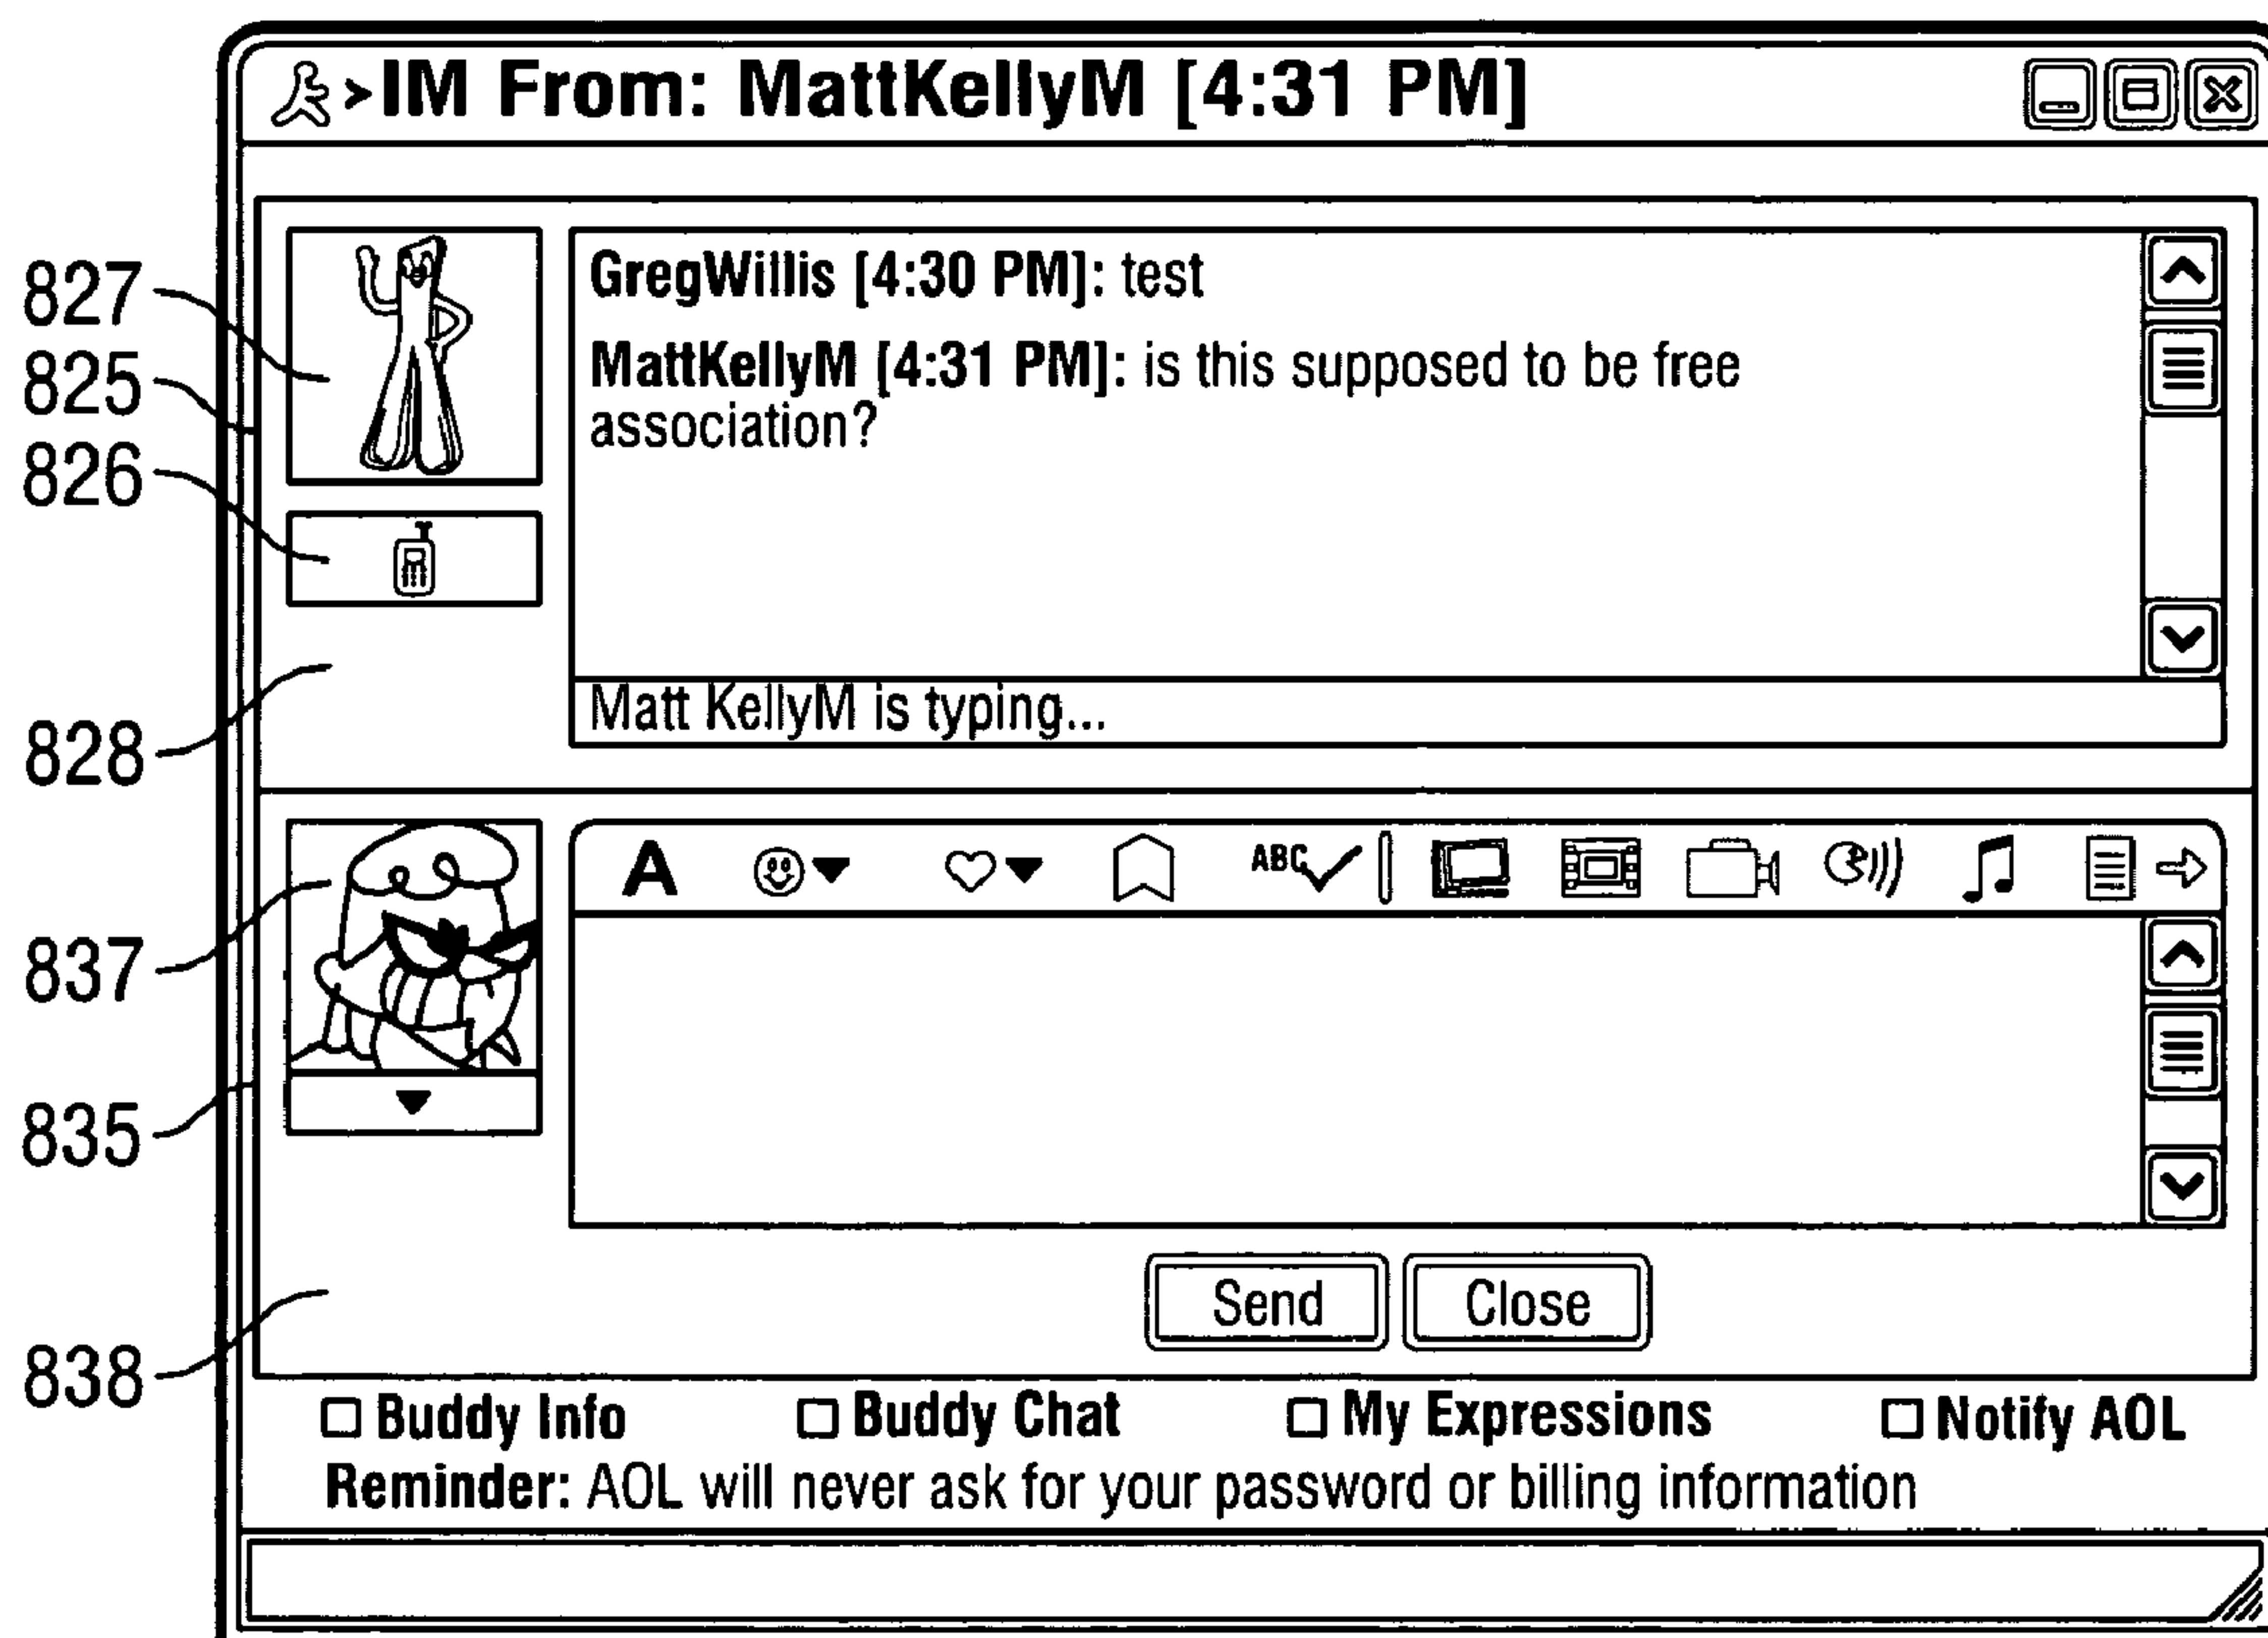 >IM From: MattKellyM [4:31 PM]
827
825
826
828
GregWillis [4:30 PM]: test
MattKellyM [4:31 PM]: is this supposed to be free
association?
Matt KellyM is typing...
837
835
838
A
ABC
Send Close
Buddy Info Buddy Chat My Expressions Notify AOL
Reminder: AOL will never ask for your password or billing information